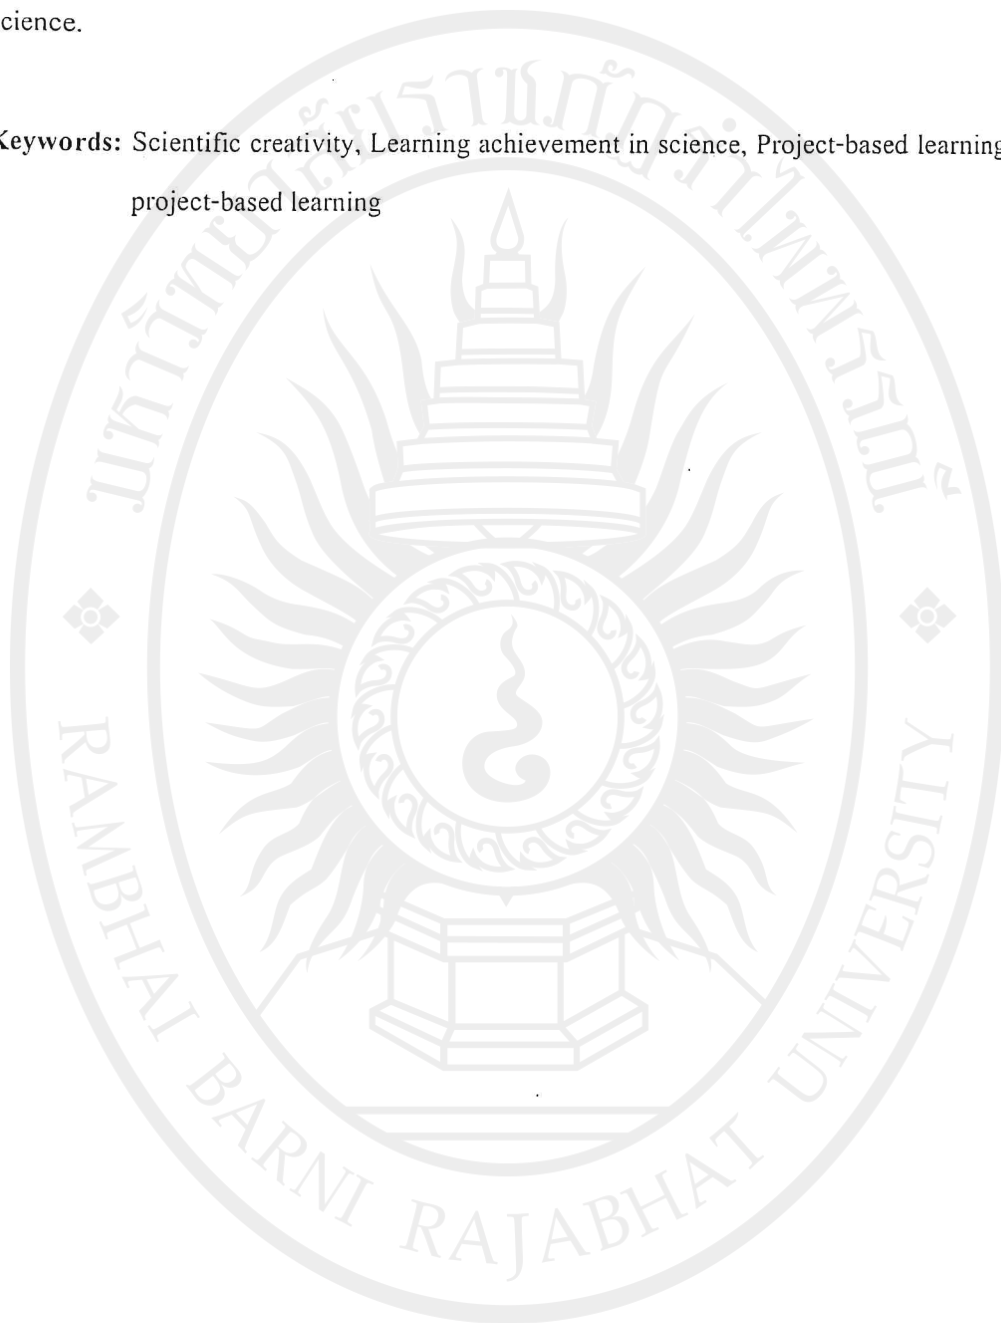 cience.
Keywords: Scientific creativity, Learning achievement in science, Project-based learning
project-based learning
มหาวิทยาลัยราชภัฏรำไพพรรณี
RAMBHAI BARNI RAJABHAT UNIVERSITY